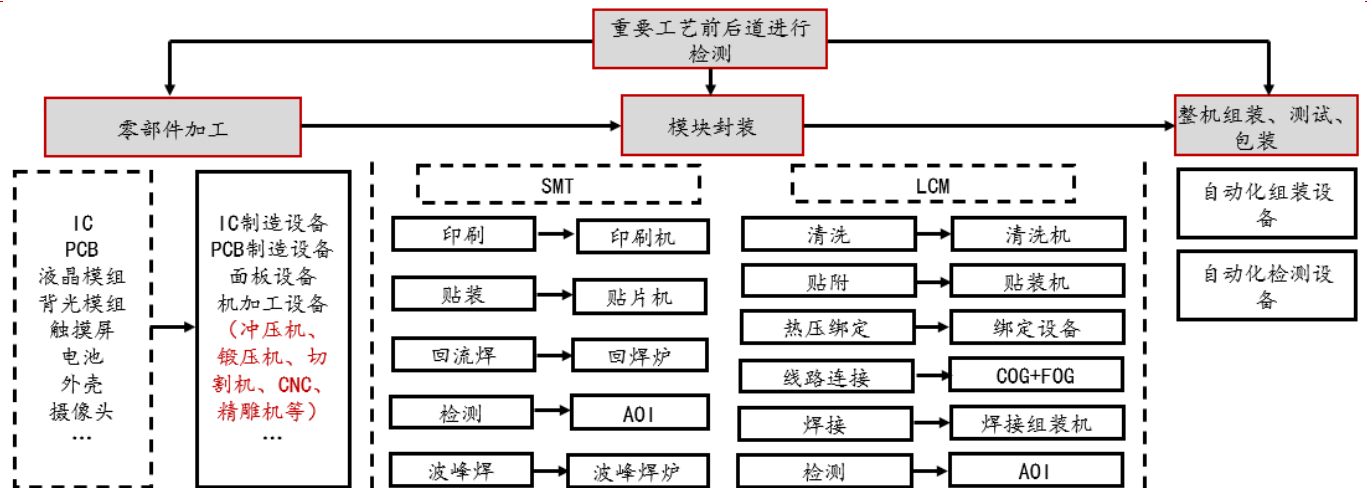 重要工艺前后道进行
检测
零部件加工
模块封装
整机组装、测试、
包装
IC
PCB
液晶模组
背光模组
触摸屏
电池
外壳
摄像头
…
IC制造设备
PCB制造设备
面板设备
机加工设备
（冲压机、
锻压机、切
割机、CNC、
精雕机等）
…
SMT
印刷
印刷机
贴装
贴片机
回流焊
回焊炉
检测
AOI
波峰焊
波峰焊炉
LCM
清洗
清洗机
贴附
贴装机
热压绑定
绑定设备
线路连接
COG+FOG
焊接
焊接组装机
检测
AOI
自动化组装设
备
自动化检测设
备